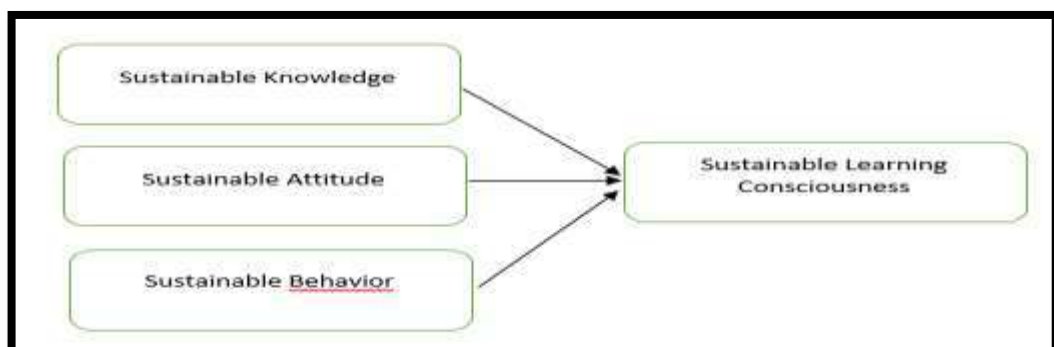 Sustainable Knowledge
Sustainable Attitude
Sustainable Learning
Consciousness
Sustainable Behavior